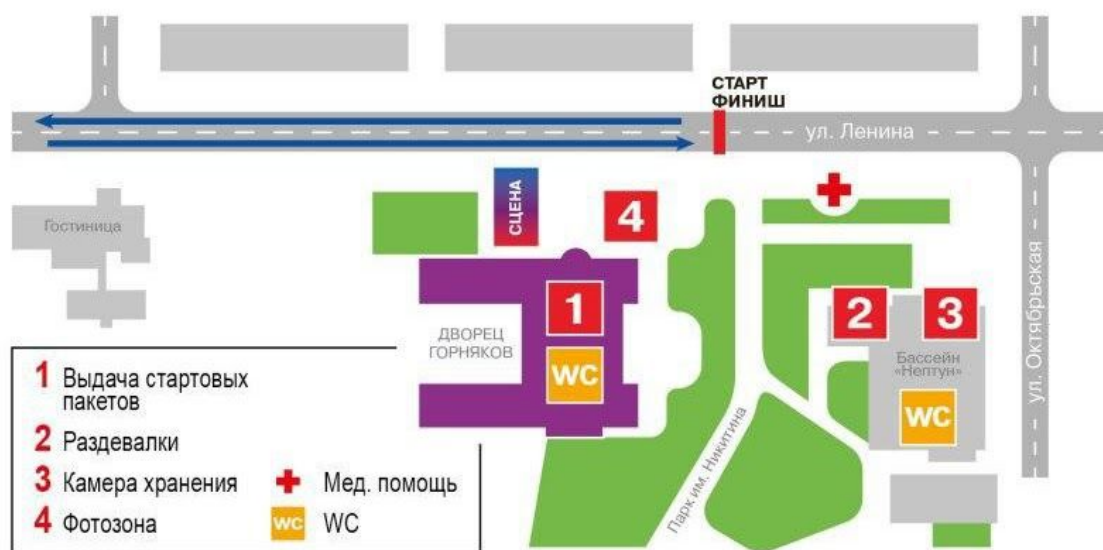 СТАРТ
ФИНИШ
ул. Ленина
СЦЕНА
4
Гостиница
ул. Октябрьская
1
2
3
ДВОРЕЦ
ГОРНЯКОВ
WC
Бассейн
«Нептун»
WC
Парк им. Никитина
1 Выдача стартовых
пакетов
2 Раздевалки
3 Камера хранения
Мед. помощь
4 Фотозона
WC WC